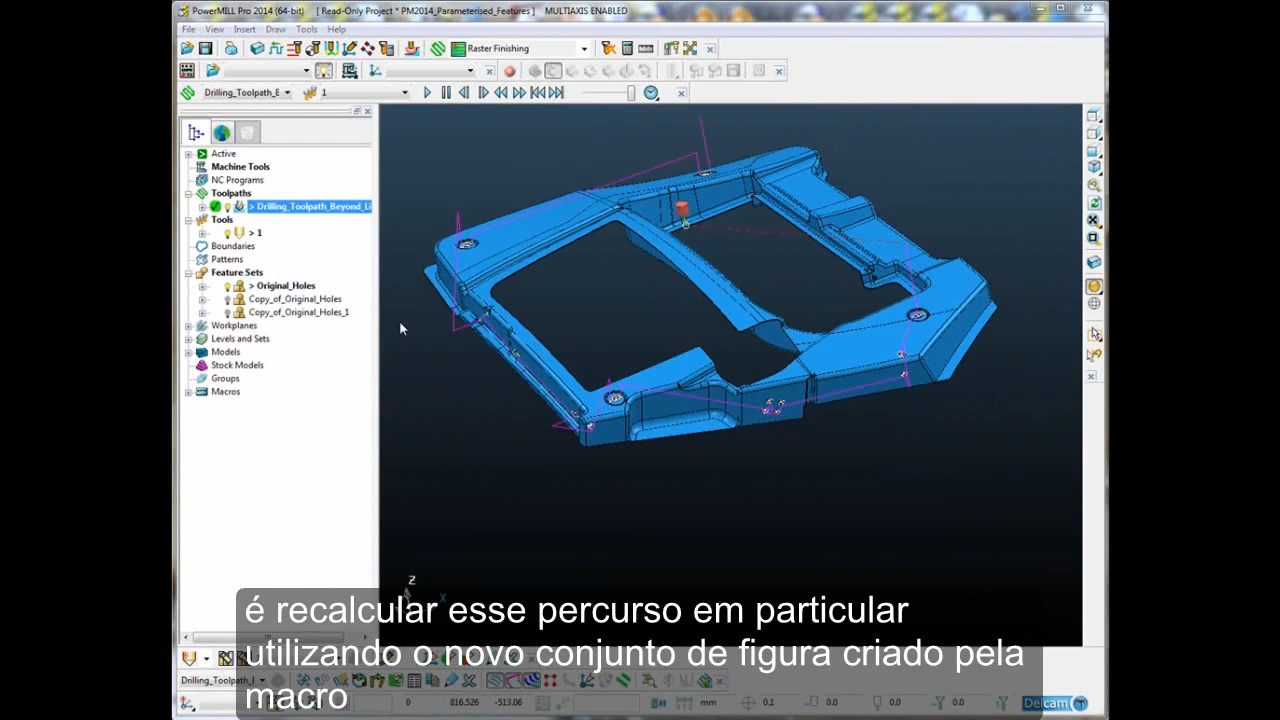 PowerMILL Pro 2014 (64-bit) [ Read-Only Project * PM2014_Parameterised_Features ] MULTIAXIS ENABLED
File View Insert Draw Tools Help
Raster Finishing
Drilling_Toolpath_E 1
Active
Machine Tools
NC Programs
Toolpaths
> Drilling_Toolpath_Beyond_Li
Tools
> 1
Boundaries
Patterns
Feature Sets
> Original_Holes
Copy_of_Original_Holes
Copy_of_Original_Holes_1
Workplanes
Levels and Sets
Models
Stock Models
Groups
Macros
Z
X
é recalcular esse percurso em particular
utilizando o novo conjunto de figura criado pela
macro
Drilling_Toolpath_I
0 816.526 -513.06 mm 0.1 0.0 0.0 0.0 Delcam